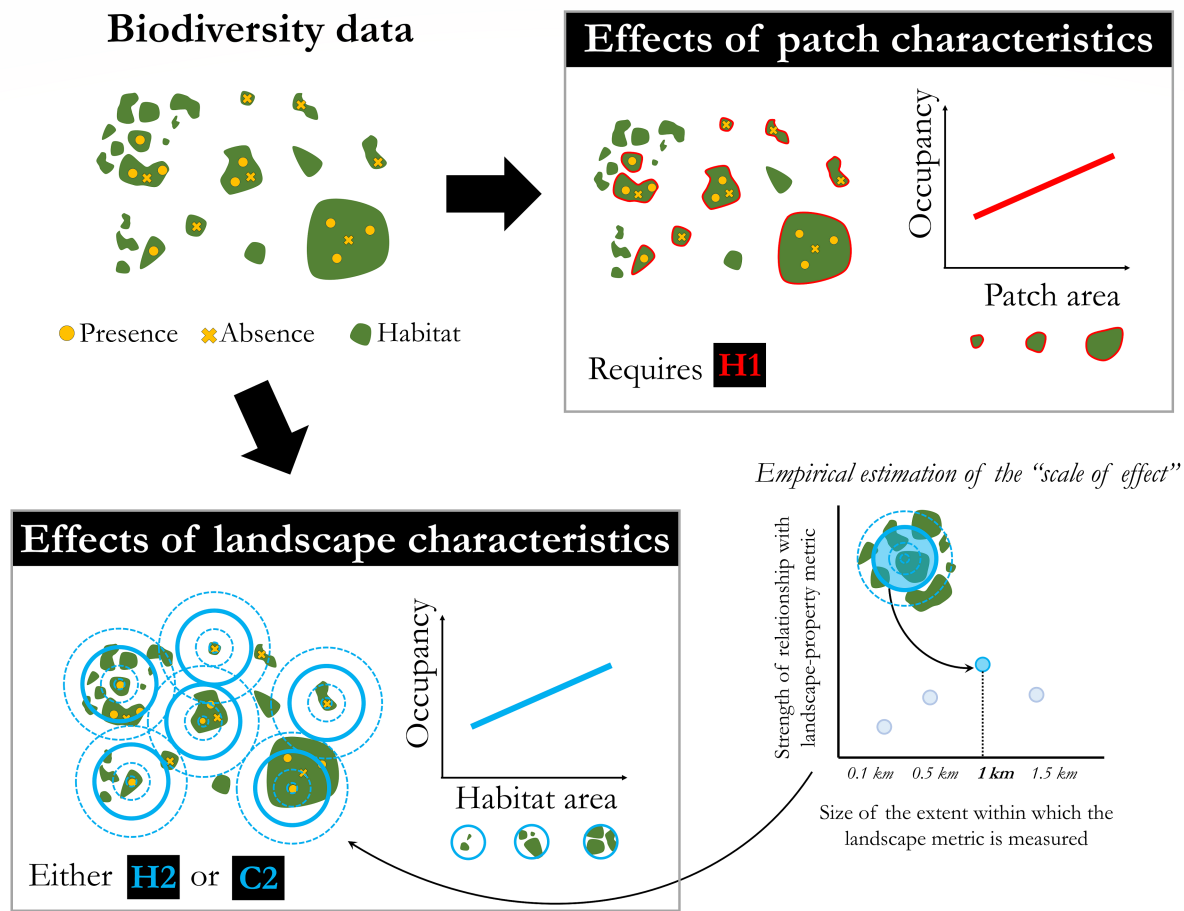 Biodiversity data
Presence
Absence
Habitat
Effects of patch characteristics
Occupancy
Patch area
Requires H1
Empirical estimation of the “scale of effect”
Strength of relationship with
landscape-property metric
0.1 km 0.5 km 1 km 1.5 km
Size of the extent within which the
landscape metric is measured
Effects of landscape characteristics
Occupancy
Habitat area
Either H2 or C2